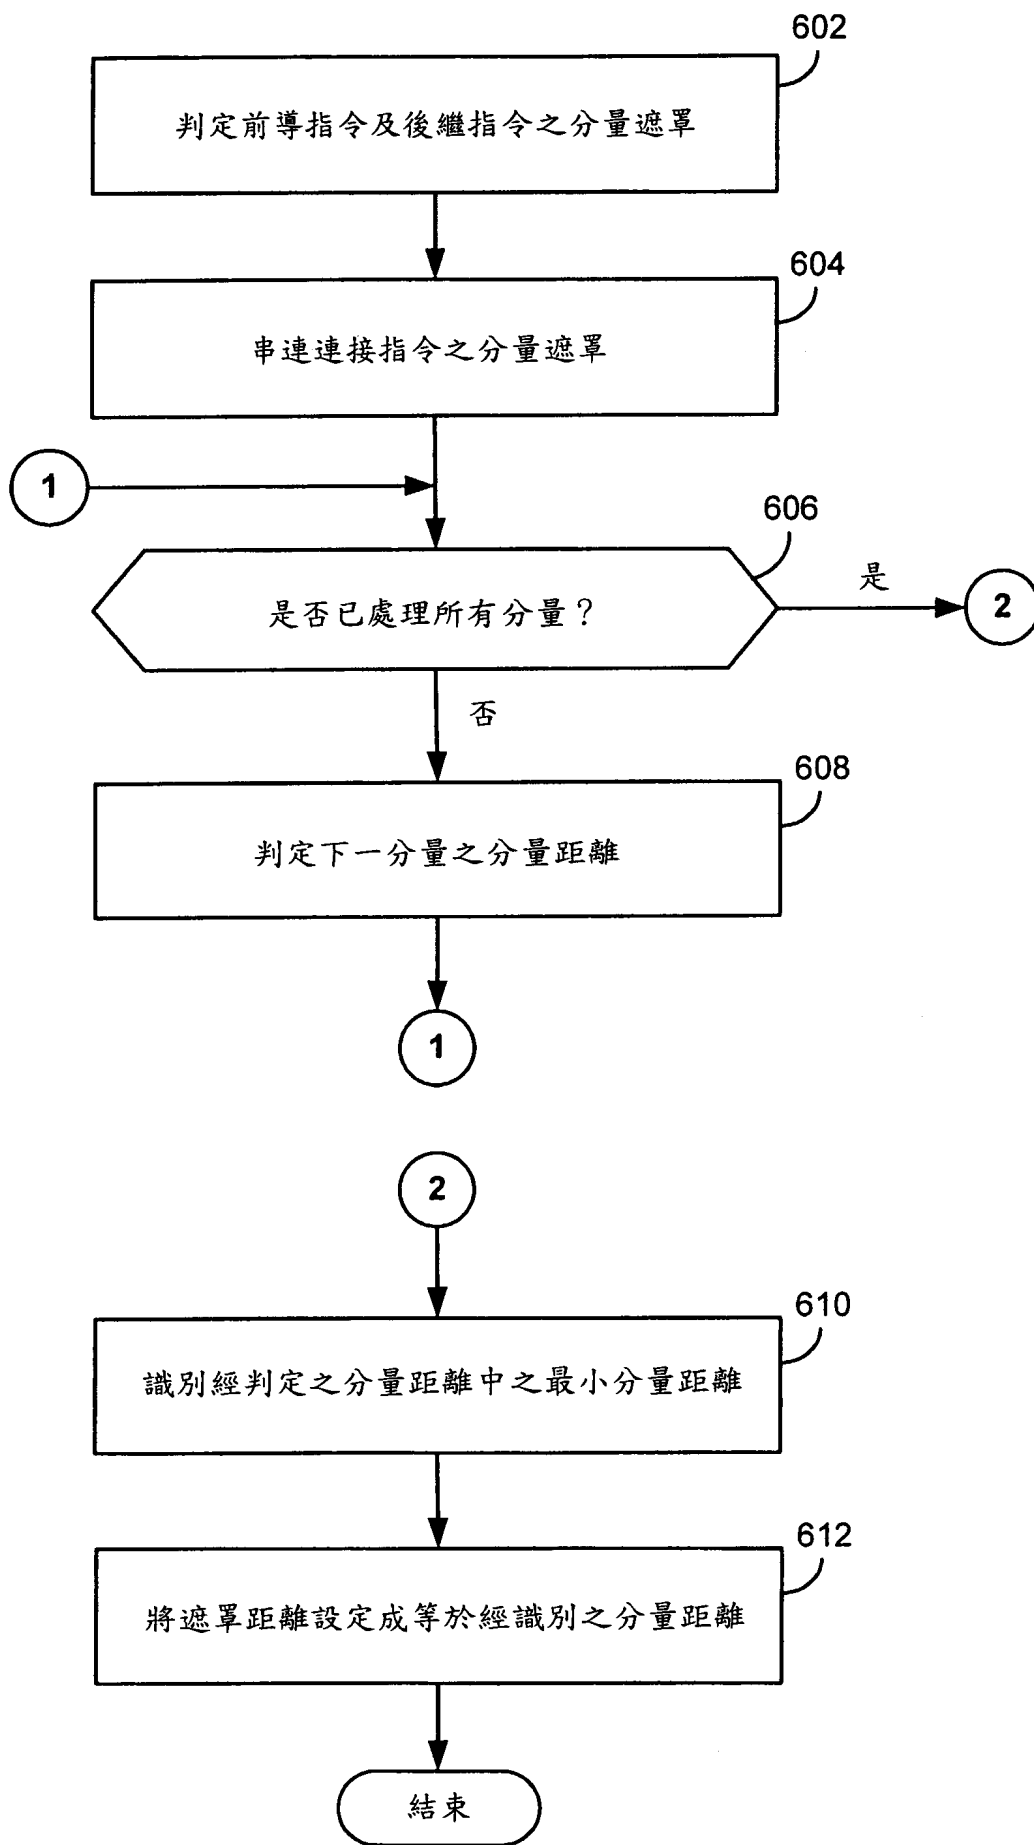 602
判定前導指令及後繼指令之分量遮罩
604
串連連接指令之分量遮罩
1
606
是否已處理所有分量？
是
2
否
608
判定下一分量之分量距離
1
2
610
識別經判定之分量距離中之最小分量距離
612
將遮罩距離設定成等於經識別之分量距離
結束